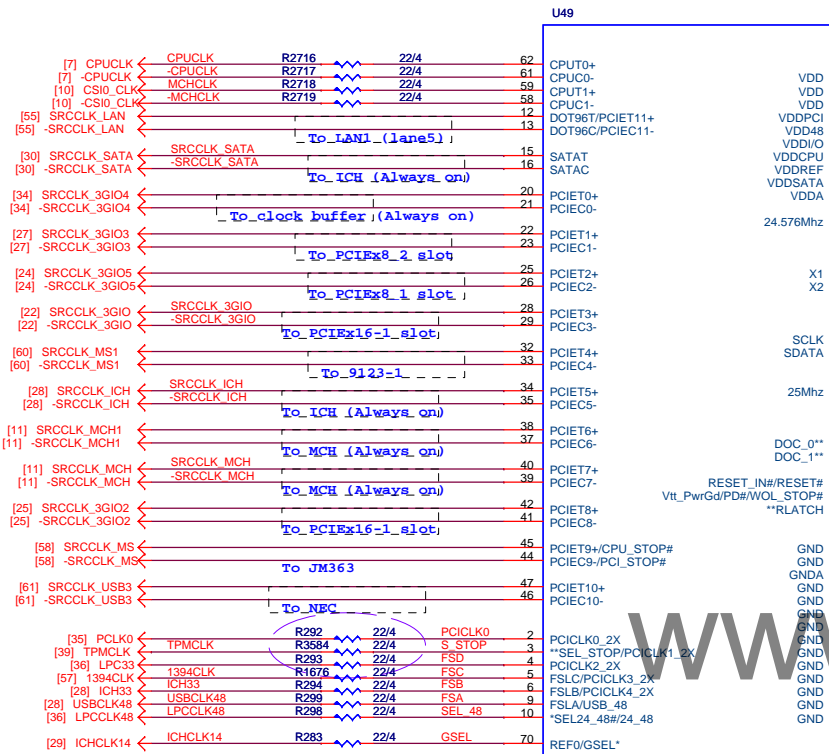 U49
[7] CPUCLK CPUCLK R2716 22/4 62 CPUT0+
[7] -CPUCLK -CPUCLK R2717 22/4 61 CPUC0- VDD
[10] CSI0_CLK MCHCLK R2718 22/4 59 CPUT1+ VDD
[10] -CSI0_CLK -MCHCLK R2719 22/4 58 CPUC1- VDD
[55] SRCCLK_LAN 12 DOT96T/PCIET11+ VDDPCI
[55] -SRCCLK_LAN 13 DOT96C/PCIEC11- VDD48
To LAN1 (lane5) VDDI/O
[30] SRCCLK_SATA SRCCLK_SATA 15 SATAT VDDCPU
[30] -SRCCLK_SATA -SRCCLK_SATA 16 SATAC VDDREF
To ICH (Always on) VDDSATA
[34] SRCCLK_3GIO4 20 PCIET0+ VDDA
[34] -SRCCLK_3GIO4 21 PCIEC0-
To clock buffer (Always on) 24.576Mhz
[27] SRCCLK_3GIO3 22 PCIET1+
[27] -SRCCLK_3GIO3 23 PCIEC1-
To PCIEx8_2 slot
[24] SRCCLK_3GIO5 25 PCIET2+ X1
[24] -SRCCLK_3GIO5 26 PCIEC2- X2
To PCIEx8_1 slot
[22] SRCCLK_3GIO SRCCLK_3GIO 28 PCIET3+
[22] -SRCCLK_3GIO -SRCCLK_3GIO 29 PCIEC3-
To PCIEx16-1 slot SCLK
[60] SRCCLK_MS1 32 PCIET4+ SDATA
[60] -SRCCLK_MS1 33 PCIEC4-
To 9123-1
[28] SRCCLK_ICH SRCCLK_ICH 34 PCIET5+ 25Mhz
[28] -SRCCLK_ICH -SRCCLK_ICH 35 PCIEC5-
To ICH (Always on)
[11] SRCCLK_MCH1 38 PCIET6+
[11] -SRCCLK_MCH1 37 PCIEC6- DOC_0**
To MCH (Always on) DOC_1**
[11] SRCCLK_MCH SRCCLK_MCH 40 PCIET7+
[11] -SRCCLK_MCH -SRCCLK_MCH 39 PCIEC7- RESET_IN#/RESET#
To MCH (Always on) Vtt_PwrGd/PD#/WOL_STOP#
[25] SRCCLK_3GIO2 42 PCIET8+ **RLATCH
[25] -SRCCLK_3GIO2 41 PCIEC8-
To PCIEx16-1 slot
[58] SRCCLK_MS 45 PCIET9+/CPU_STOP# GND
[58] -SRCCLK_MS 44 PCIEC9-/PCI_STOP# GND
To JM363 GNDA
[61] SRCCLK_USB3 47 PCIET10+ GND
[61] -SRCCLK_USB3 46 PCIEC10- GND
To NEC GND
GND
[35] PCLK0 R292 22/4 PCICLK0 2 PCICLK0_2X GND
[39] TPMCLK TPMCLK R3584 22/4 S_STOP 3 **SEL_STOP/PCICLK1_2X GND
[36] LPC33 R293 22/4 FSD 4 PCICLK2_2X GND
[57] 1394CLK 1394CLK R1676 22/4 FSC 5 FSLC/PCICLK3_2X GND
[28] ICH33 ICH33 R294 22/4 FSB 6 FSLB/PCICLK4_2X GND
[28] USBCLK48 USBCLK48 R299 22/4 FSA 9 FSLA/USB_48 GND
[36] LPCCLK48 LPCCLK48 R298 22/4 SEL_48 10 *SEL24_48#/24_48 GND
[29] ICHCLK14 ICHCLK14 R283 22/4 GSEL 70 REF0/GSEL* GND